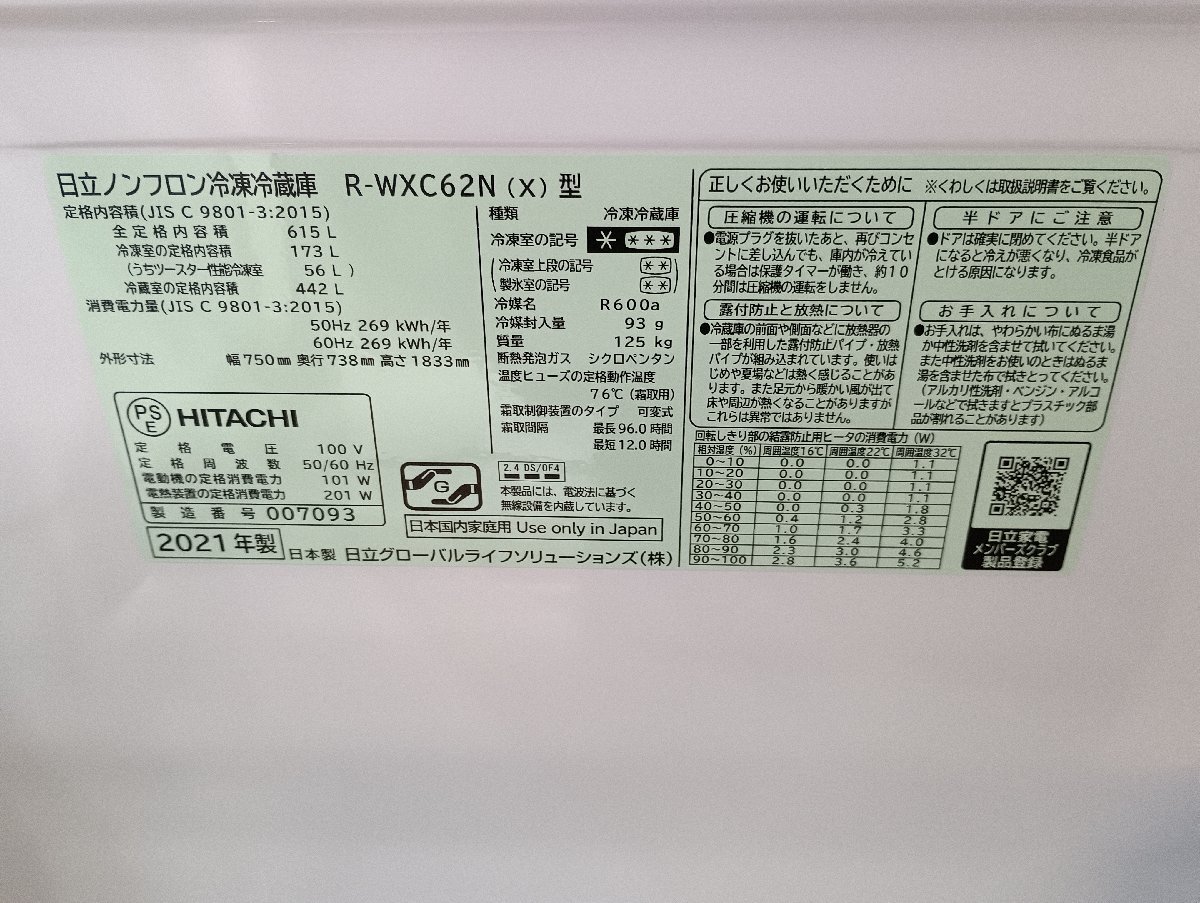 日立ノンフロン冷凍冷蔵庫 R-WXC62N (X) 型
定格内容積(JIS C 9801-3:2015)
全定格内容積 615 L
冷凍室の定格内容積 173 L
(うちツースター性能冷凍室 56 L )
冷蔵室の定格内容積 442 L
消費電力量(JIS C 9801-3:2015)
50Hz 269 kWh/年
60Hz 269 kWh/年
外形寸法 幅750㎜ 奥行738㎜ 高さ1833㎜
PSE HITACHI
定格電圧 100 V
定格周波数 50/60 Hz
電動機の定格消費電力 101 W
電熱装置の定格消費電力 201 W
製造番号 007093
2021年製 日本製 日立グローバルライフソリューションズ(株)
種類 冷凍冷蔵庫
冷凍室の記号
冷凍室上段の記号
製氷室の記号
冷媒名 R600a
冷媒封入量 93 g
質量 125 kg
断熱発泡ガス シクロペンタン
温度ヒューズの定格動作温度
76℃(霜取用)
霜取制御装置のタイプ 可変式
霜取間隔 最長96.0時間
最短12.0時間
G
2.4 DS/OF4
本製品には、電波法に基づく
無線設備を内蔵しています。
日本国内家庭用 Use only in Japan
正しくお使いいただくために ※くわしくは取扱説明書をご覧ください。
圧縮機の運転について
●電源プラグを抜いたあと、再びコンセ
ントに差し込んでも、庫内が冷えてい
る場合は保護タイマーが働き、約10
分間は圧縮機の運転をしません。
露付防止と放熱について
●冷蔵庫の前面や側面などに放熱器の
一部を利用した露付防止パイプ・放熱
パイプが組み込まれています。使いは
じめや夏場などは熱く感じることがあ
ります。また足元から暖かい風が出て
床や周辺が熱くなることがありますが
これらは異常ではありません。
半ドアにご注意
●ドアは確実に閉めてください。半ドア
になると冷えが悪くなり、冷凍食品が
とける原因になります。
お手入れについて
●お手入れは、やわらかい布にぬるま湯
か中性洗剤を含ませて拭いてください。
また中性洗剤をお使いのときはぬるま
湯を含ませた布で拭きとってください。
(アルカリ性洗剤・ベンジン・アルコ
ールなどで拭きますとプラスチック部
品が割れることがあります)
回転しきり部の結露防止用ヒータの消費電力 (W)
相対湿度(%) 周囲温度16℃ 周囲温度22℃ 周囲温度32℃
0~10 0.0 0.0 1.1
10~20 0.0 0.0 1.1
20~30 0.0 0.0 1.1
30~40 0.0 0.0 1.1
40~50 0.0 0.3 1.8
50~60 0.4 1.2 2.8
60~70 1.0 1.7 3.3
70~80 1.6 2.4 4.0
80~90 2.3 3.0 4.6
90~100 2.8 3.6 5.2
日立家電
メンバーズクラブ
製品登録